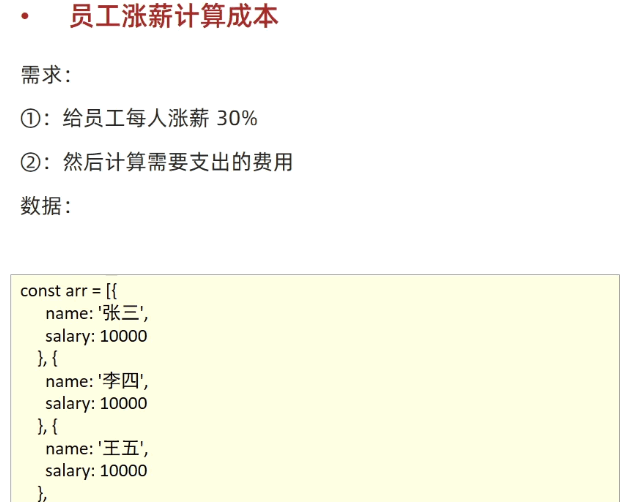 • 员工涨薪计算成本
需求：
①：给员工每人涨薪 30%
②：然后计算需要支出的费用
数据：
const arr = [{
name: '张三',
salary: 10000
}, {
name: '李四',
salary: 10000
}, {
name: '王五',
salary: 10000
},